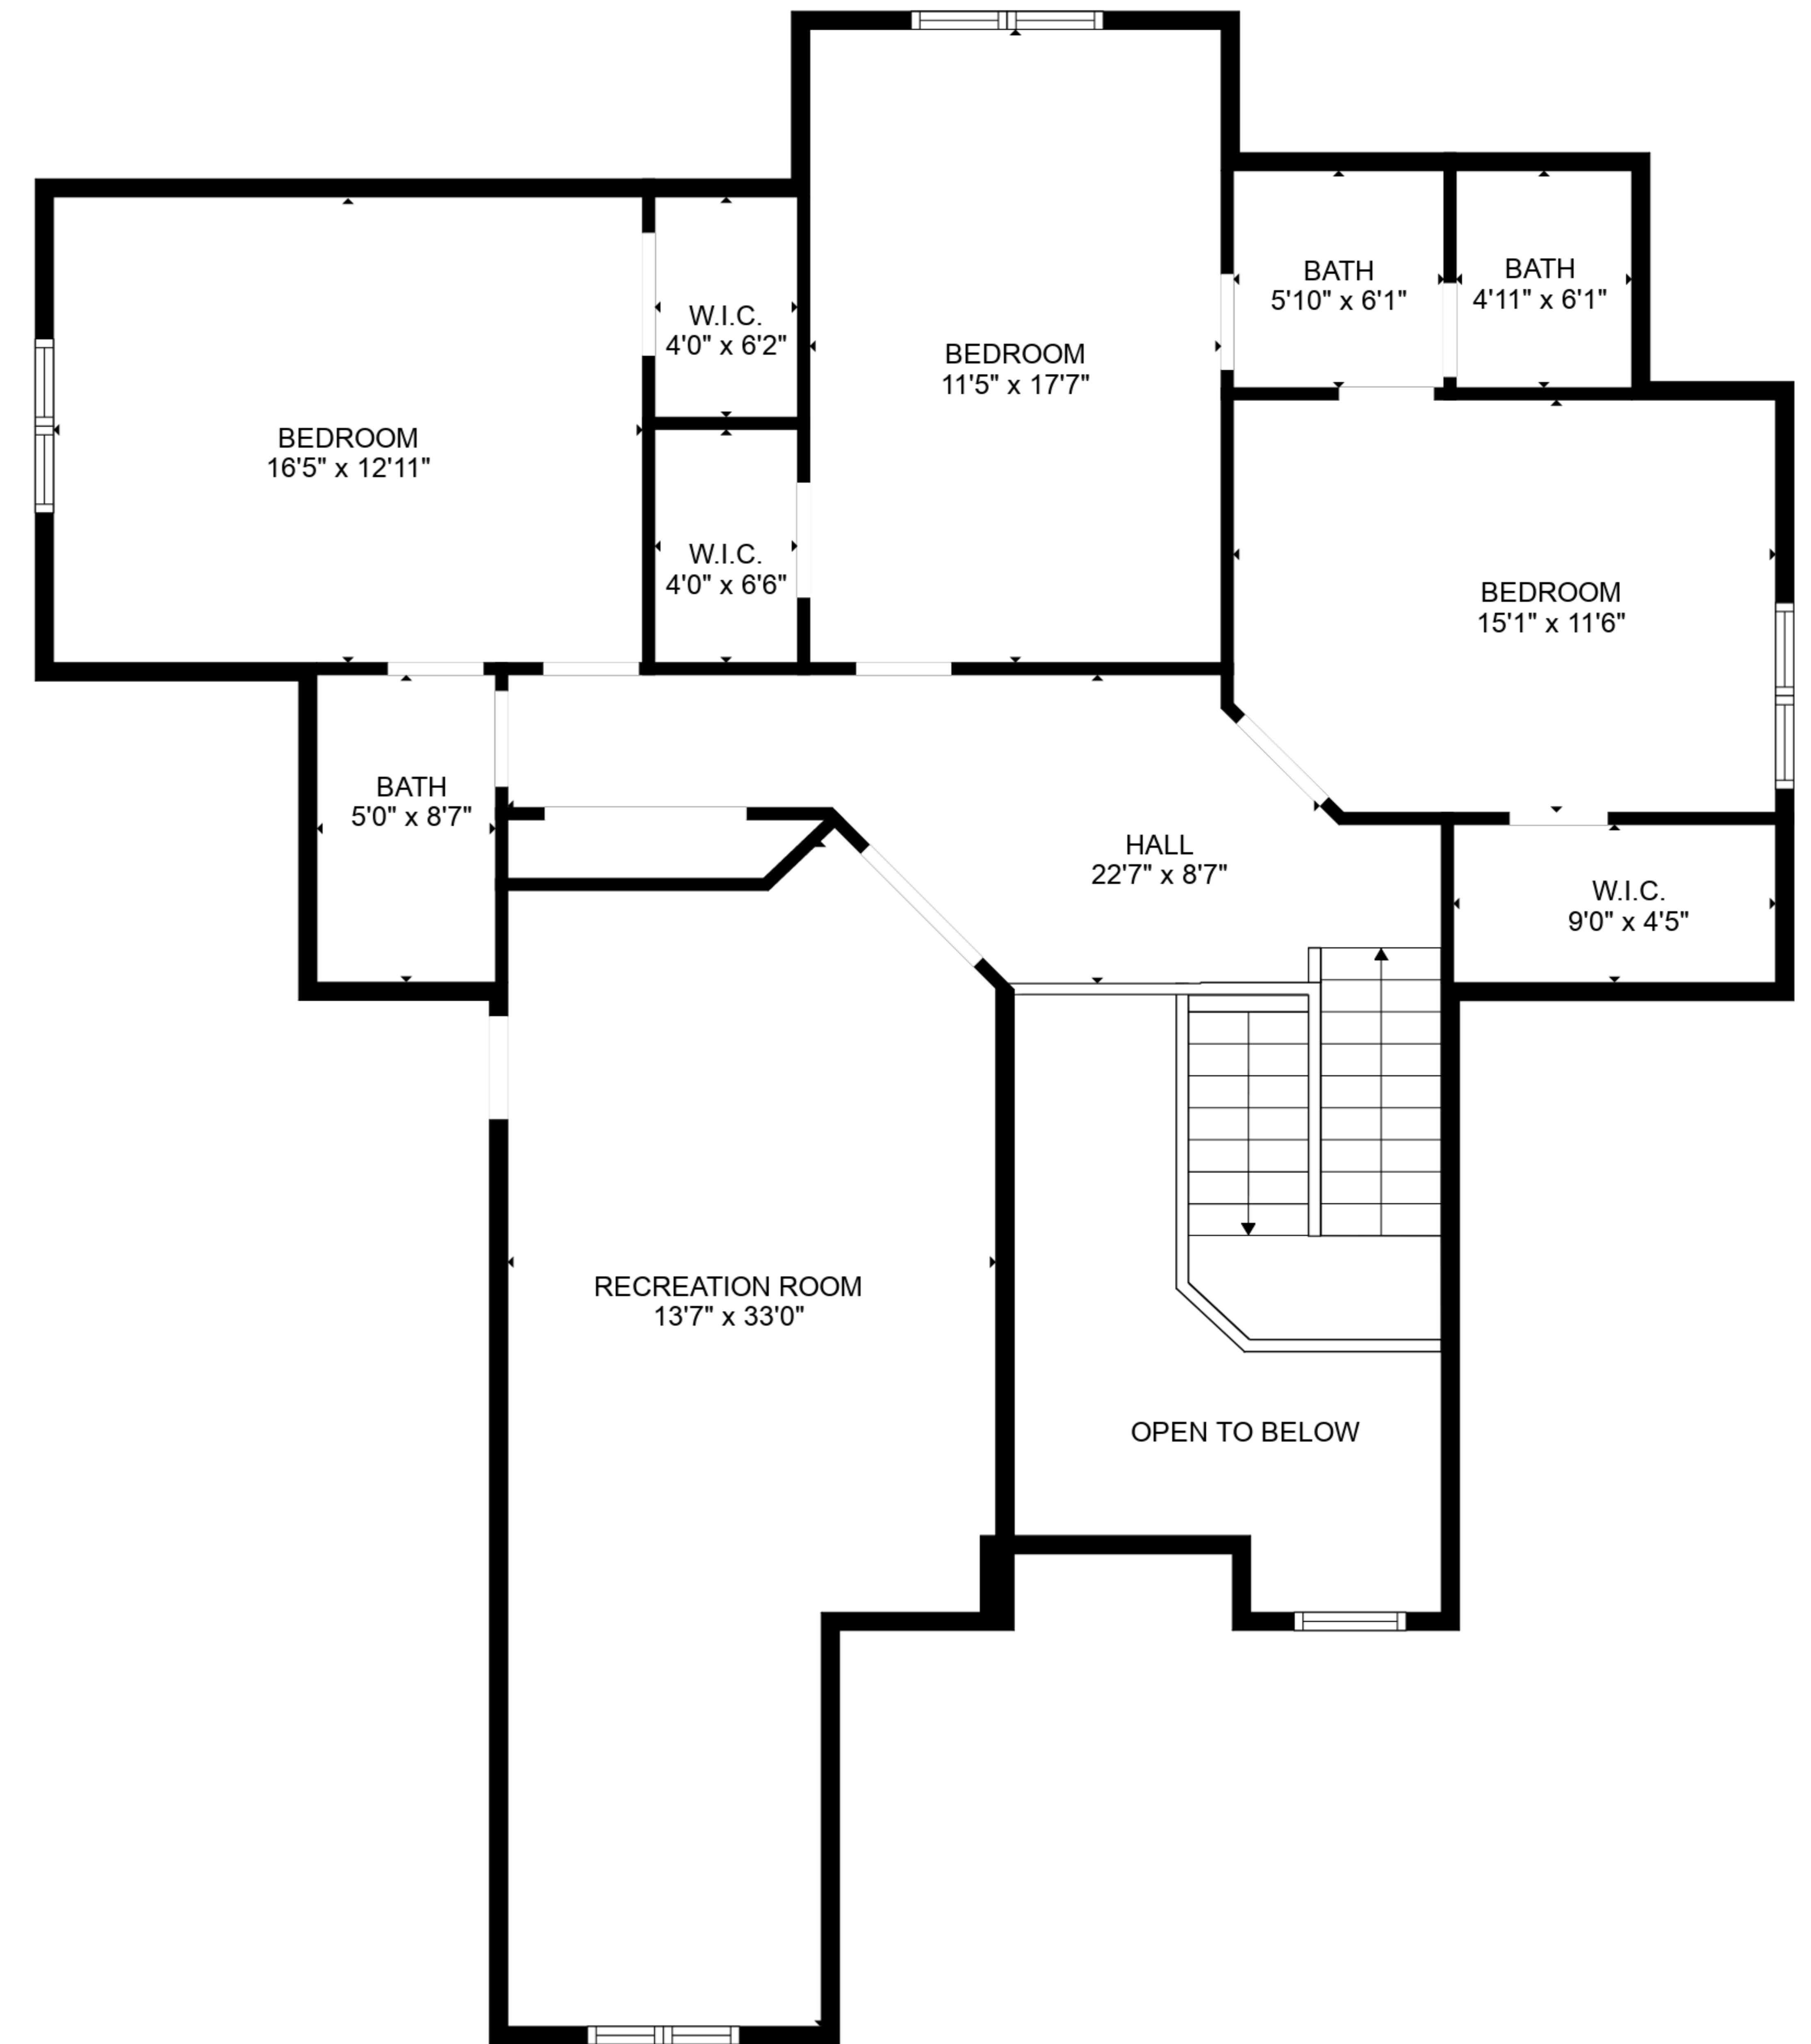 BATH
5'10" x 6'1"
BATH
4'11" x 6'1"
W.I.C.
4'0" x 6'2"
BEDROOM
11'5" x 17'7"
BEDROOM
16'5" x 12'11"
W.I.C.
4'0" x 6'6"
BEDROOM
15'1" x 11'6"
BATH
5'0" x 8'7"
HALL
22'7" x 8'7"
W.I.C.
9'0" x 4'5"
RECREATION ROOM
13'7" x 33'0"
OPEN TO BELOW